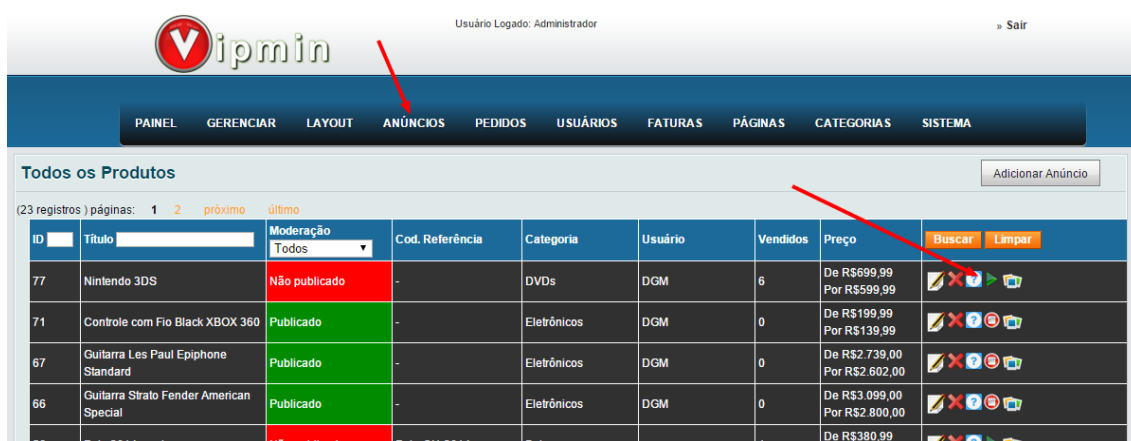 Vipmin
Usuário Logado: Administrador
» Sair
PAINEL GERENCIAR LAYOUT ANÚNCIOS PEDIDOS USUÁRIOS FATURAS PÁGINAS CATEGORIAS SISTEMA
Todos os Produtos
Adicionar Anúncio
(23 registros ) páginas: 1 2 próximo último
ID Título Moderação Cod. Referência Categoria Usuário Vendidos Preço Buscar Limpar
Todos
77 Nintendo 3DS Não publicado - DVDs DGM 6 De R$699,99
Por R$599,99
71 Controle com Fio Black XBOX 360 Publicado - Eletrônicos DGM 0 De R$199,99
Por R$139,99
67 Guitarra Les Paul Epiphone Publicado - Eletrônicos DGM 0 De R$2.739,00
Standard Por R$2.602,00
66 Guitarra Strato Fender American Publicado - Eletrônicos DGM 0 De R$3.099,00
Special Por R$2.800,00
De R$380,99